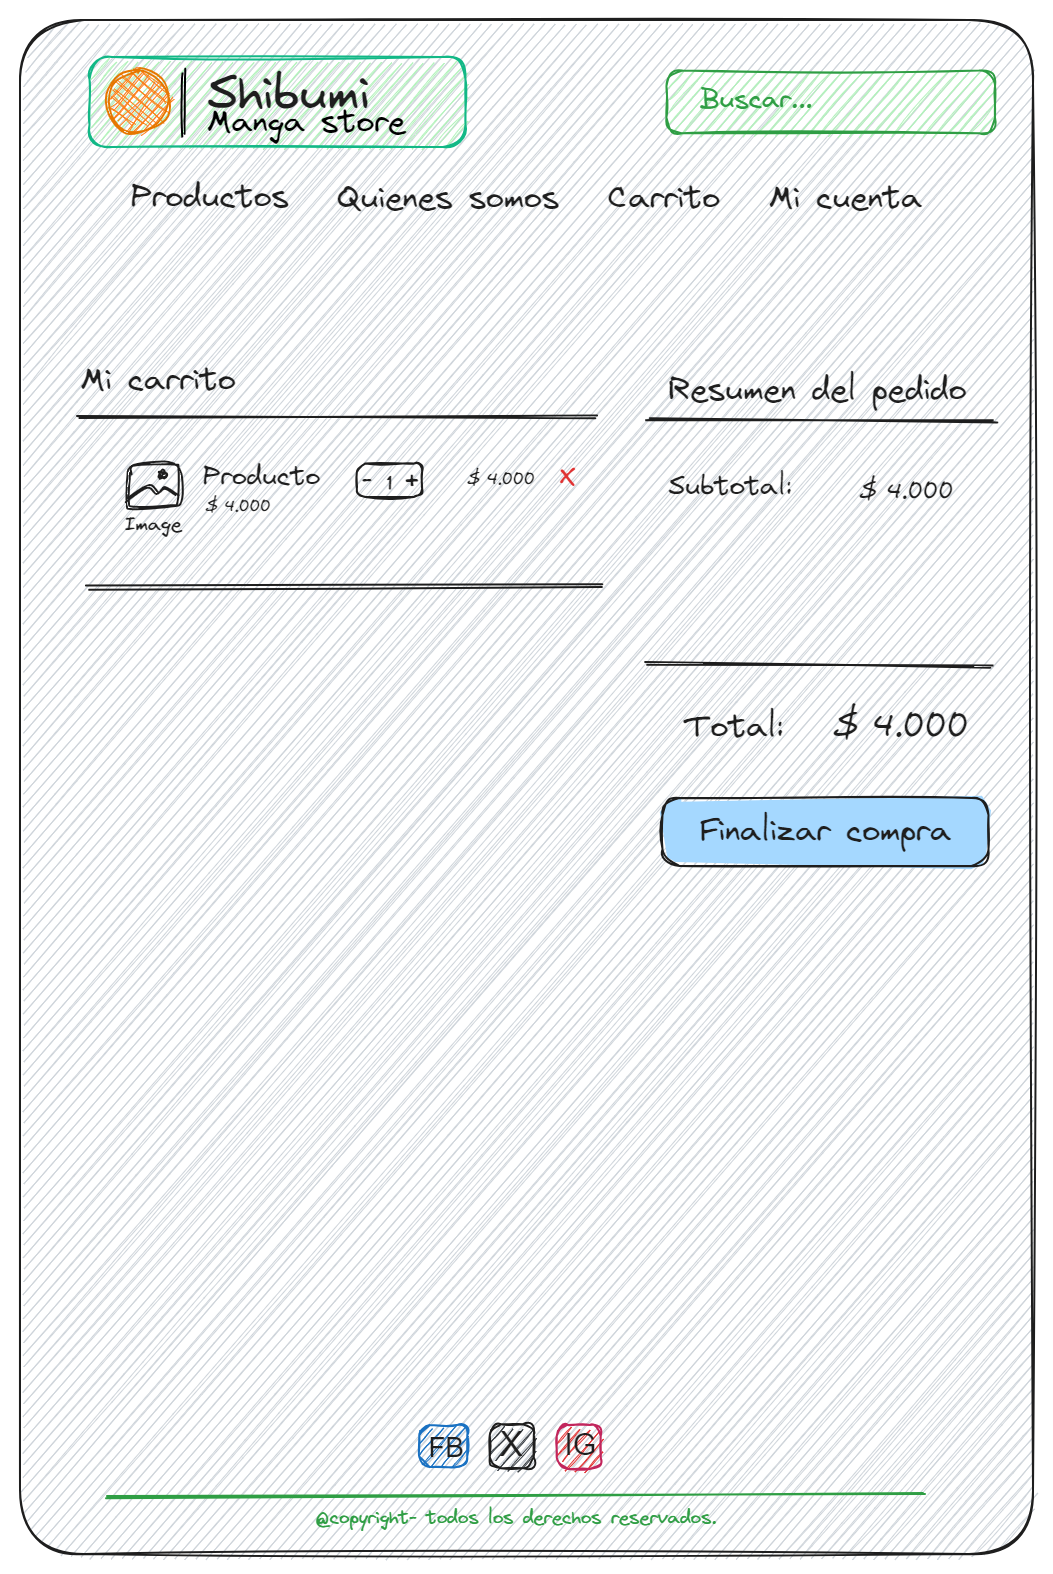 Shibumi
Manga store
Buscar...
Productos
Quienes somos
Carrito
Mi cuenta
Mi carrito
Producto
$ 4.000
Image
- 1 +
$ 4.000
X
Resumen del pedido
Subtotal:
$ 4.000
Total:
$ 4.000
Finalizar compra
FB
X
IG
@copyright- todos los derechos reservados.